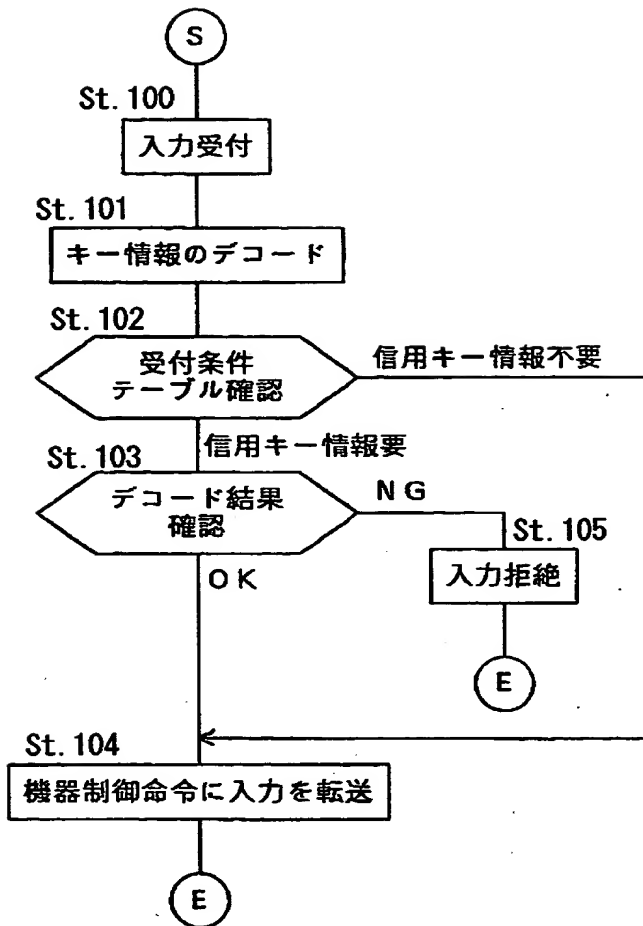 S
St.100
入力受付
St.101
キー情報のデコード
St.102
受付条件
テーブル確認
信用キー情報不要
信用キー情報要
St.103
デコード結果
確認
NG
OK
St.105
入力拒絶
E
St.104
機器制御命令に入力を転送
E